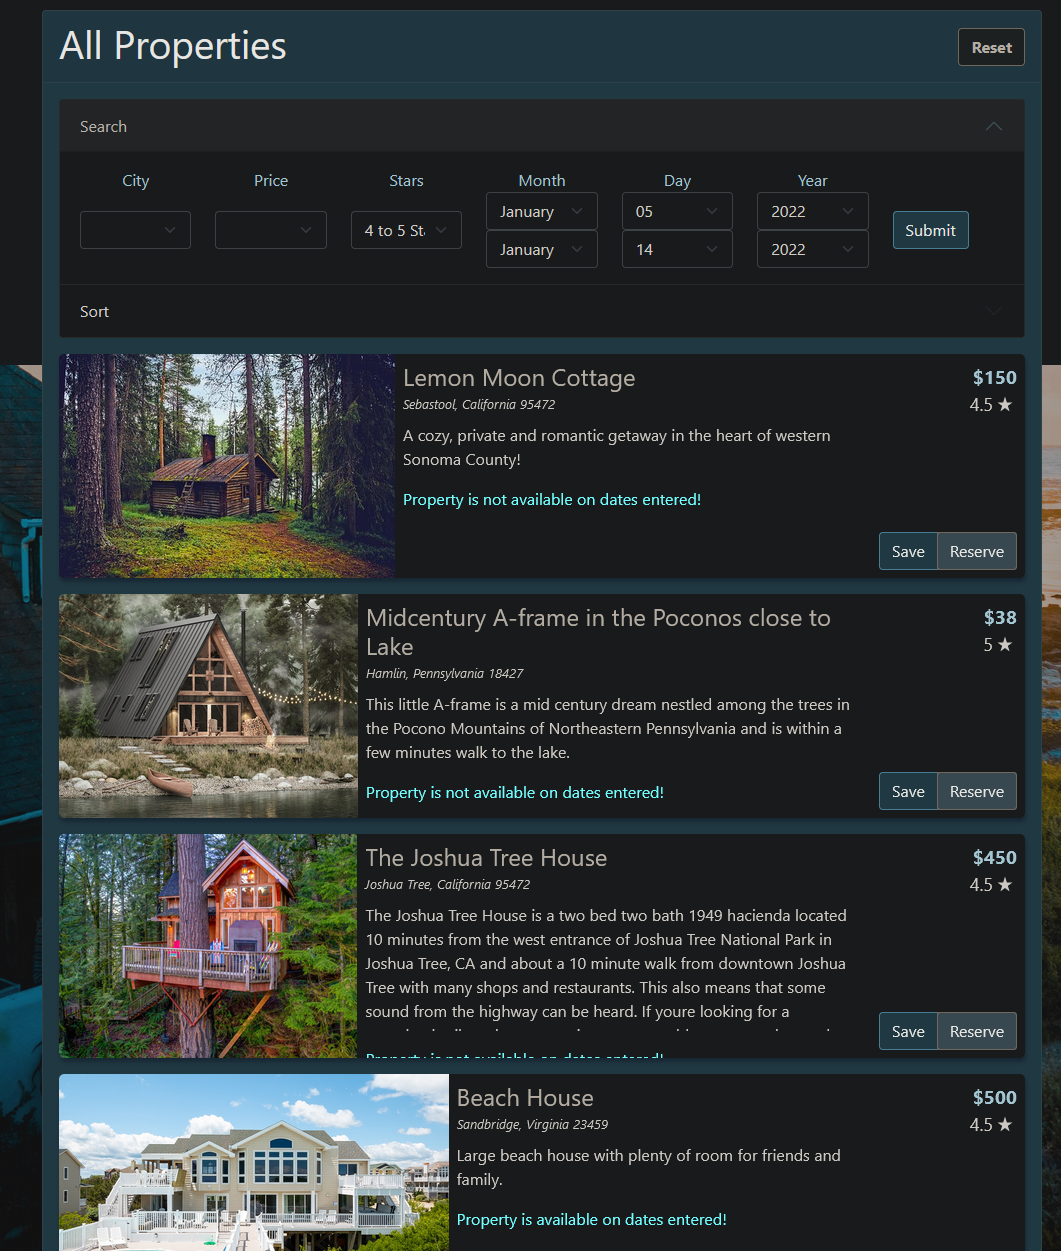 All Properties
Reset
Search
City Price Stars Month Day Year
January 05 2022
4 to 5 St
Submit
January 14 2022
Sort
Lemon Moon Cottage
$150
Sebastool, California 95472
4.5 ★
A cozy, private and romantic getaway in the heart of western
Sonoma County!
Property is not available on dates entered!
Save Reserve
Midcentury A-frame in the Poconos close to
Lake
$38
5 ★
Hamlin, Pennsylvania 18427
This little A-frame is a mid century dream nestled among the trees in
the Pocono Mountains of Northeastern Pennsylvania and is within a
few minutes walk to the lake.
Property is not available on dates entered!
Save Reserve
The Joshua Tree House
$450
Joshua Tree, California 95472
4.5 ★
The Joshua Tree House is a two bed two bath 1949 hacienda located
10 minutes from the west entrance of Joshua Tree National Park in
Joshua Tree, CA and about a 10 minute walk from downtown Joshua
Tree with many shops and restaurants. This also means that some
sound from the highway can be heard. If youre looking for a
Property is not available on dates entered!
Save Reserve
Beach House
$500
Sandbridge, Virginia 23459
4.5 ★
Large beach house with plenty of room for friends and
family.
Property is available on dates entered!